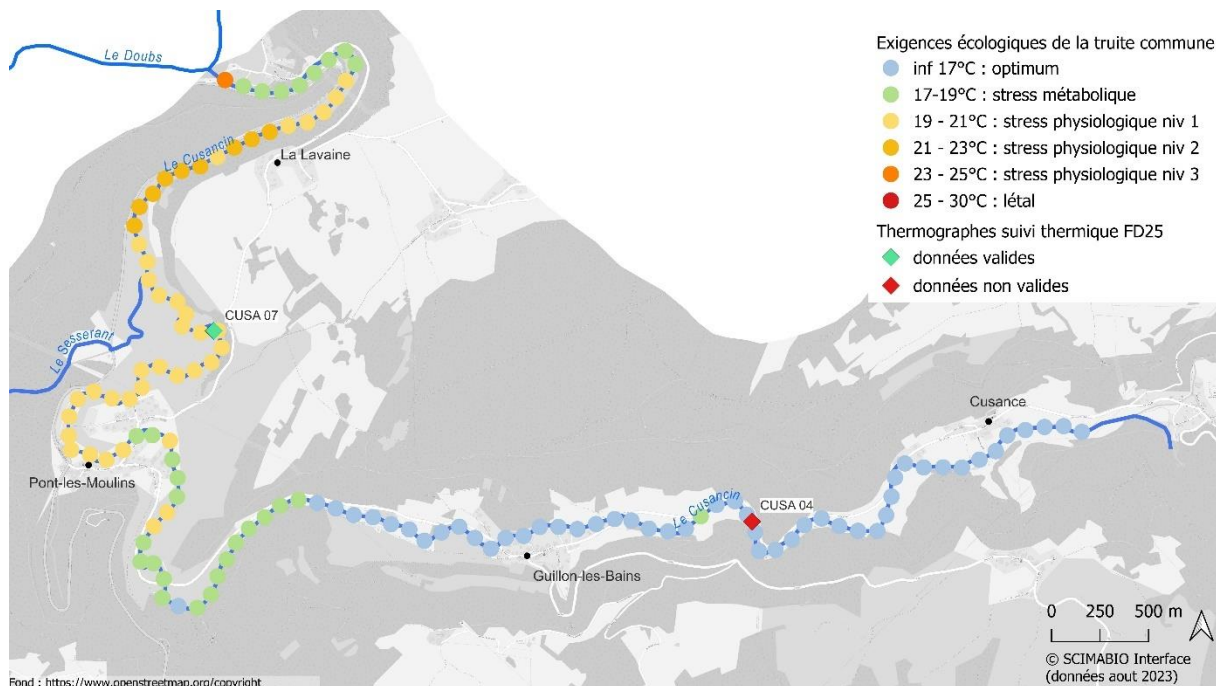 Le Doubs
Exigences écologiques de la truite commune
inf 17°C : optimum
17-19°C : stress métabolique
19 - 21°C : stress physiologique niv 1
21 - 23°C : stress physiologique niv 2
23 - 25°C : stress physiologique niv 3
25 - 30°C : létal
Thermographes suivi thermique FD25
données valides
données non valides
Le Cusancin
La Lavaine
CUSA 07
Le Sesserant
Cusance
Pont-les-Moulins
Le Cusancin
CUSA 04
Guillon-les-Bains
0 250 500 m
© SCIMABIO Interface
(données aout 2023)
Fond : https://www.openstreetmap.org/copyright